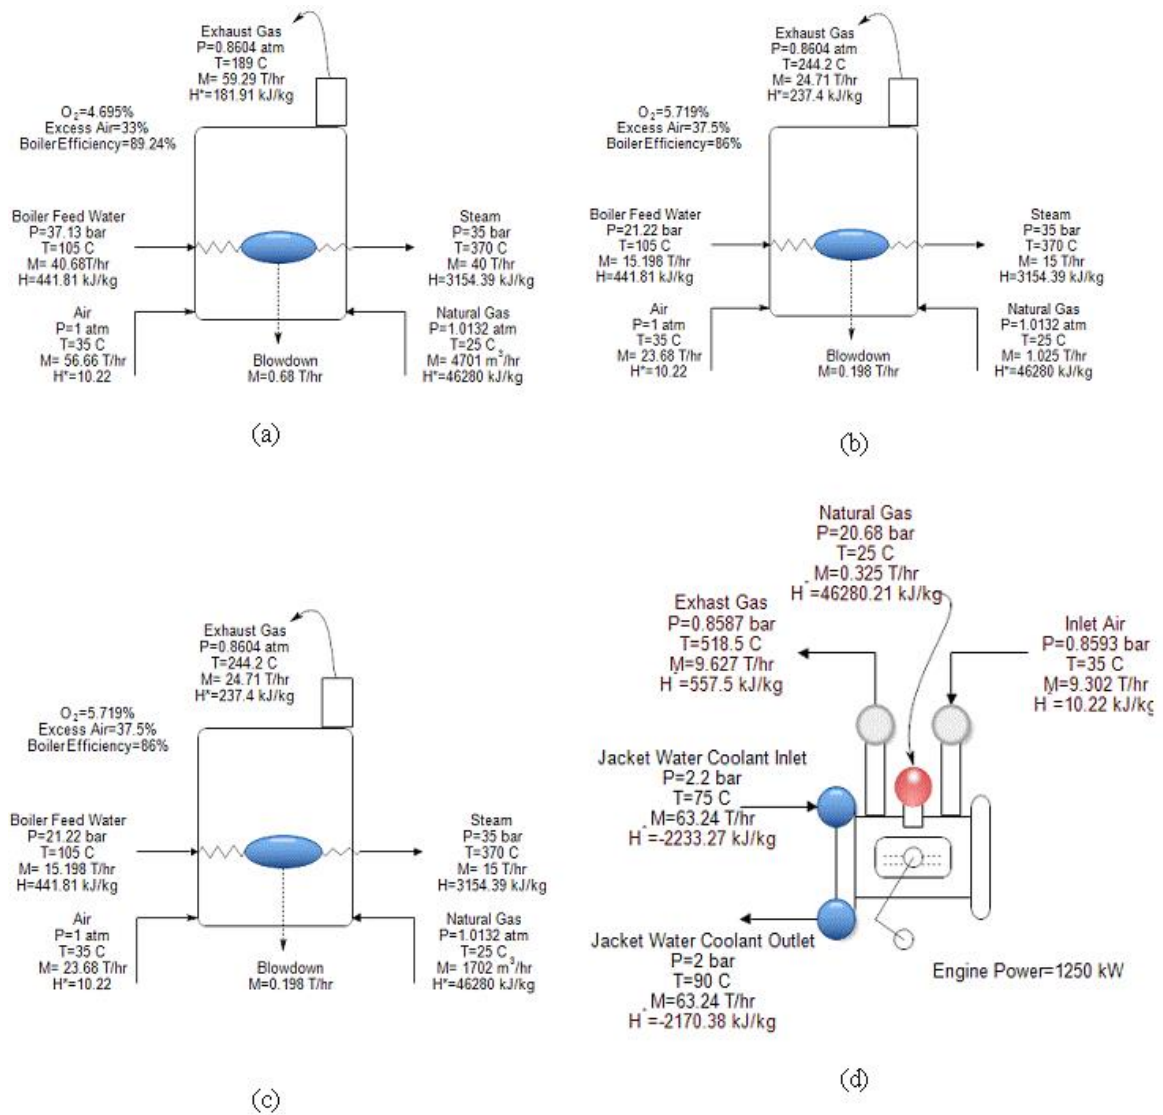 Exhaust Gas
P=0.8604 atm
T=189 C
M= 59.29 T/hr
H*=181.91 kJ/kg
O2=4.695%
Excess Air=33%
BoilerEfficiency=89.24%
Boiler Feed Water
P=37.13 bar
T=105 C
M= 40.68T/hr
H=441.81 kJ/kg
Steam
P=35 bar
T=370 C
M= 40 T/hr
H=3154.39 kJ/kg
Air
P=1 atm
T=35 C
M= 56.66 T/hr
H*=10.22
Blowdown
M=0.68 T/hr
Natural Gas
P=1.0132 atm
T=25 C
M= 4701 m³/hr
H*=46280 kJ/kg
(a)
Exhaust Gas
P=0.8604 atm
T=244.2 C
M= 24.71 T/hr
H*=237.4 kJ/kg
O2=5.719%
Excess Air=37.5%
BoilerEfficiency=86%
Boiler Feed Water
P=21.22 bar
T=105 C
M= 15.198 T/hr
H=441.81 kJ/kg
Steam
P=35 bar
T=370 C
M= 15 T/hr
H=3154.39 kJ/kg
Air
P=1 atm
T=35 C
M= 23.68 T/hr
H*=10.22
Blowdown
M=0.198 T/hr
Natural Gas
P=1.0132 atm
T=25 C
M= 1.025 T/hr
H*=46280 kJ/kg
(b)
Exhaust Gas
P=0.8604 atm
T=244.2 C
M= 24.71 T/hr
H*=237.4 kJ/kg
O2=5.719%
Excess Air=37.5%
BoilerEfficiency=86%
Boiler Feed Water
P=21.22 bar
T=105 C
M= 15.198 T/hr
H=441.81 kJ/kg
Steam
P=35 bar
T=370 C
M= 15 T/hr
H=3154.39 kJ/kg
Air
P=1 atm
T=35 C
M= 23.68 T/hr
H*=10.22
Blowdown
M=0.198 T/hr
Natural Gas
P=1.0132 atm
T=25 C
M= 1702 m³/hr
H*=46280 kJ/kg
(c)
Natural Gas
P=20.68 bar
T=25 C
M=0.325 T/hr
H*=46280.21 kJ/kg
Exhast Gas
P=0.8587 bar
T=518.5 C
M=9.627 T/hr
H*=557.5 kJ/kg
Inlet Air
P=0.8593 bar
T=35 C
M=9.302 T/hr
H*=10.22 kJ/kg
Jacket Water Coolant Inlet
P=2.2 bar
T=75 C
M=63.24 T/hr
H*=-2233.27 kJ/kg
Jacket Water Coolant Outlet
P=2 bar
T=90 C
M=63.24 T/hr
H*=-2170.38 kJ/kg
Engine Power=1250 kW
(d)